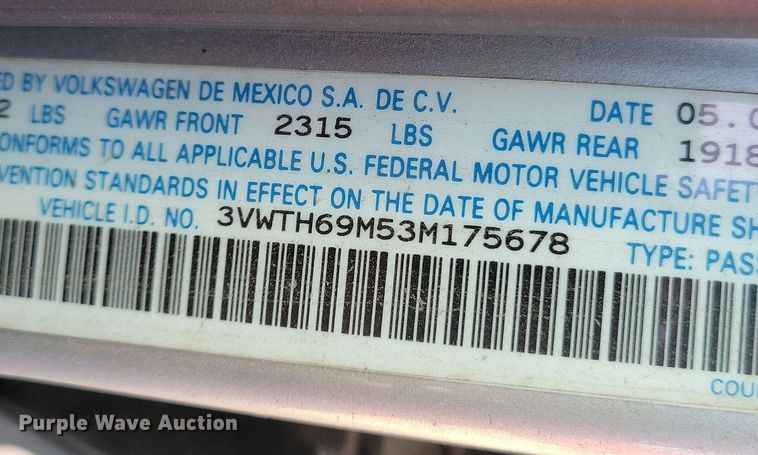 ED BY VOLKSWAGEN DE MEXICO S.A. DE C.V. DATE 05.0
2 LBS GAWR FRONT 2315 LBS GAWR REAR 1918
ONFORMS TO ALL APPLICABLE U.S. FEDERAL MOTOR VEHICLE SAFETY
VENTION STANDARDS IN EFFECT ON THE DATE OF MANUFACTURE SH
VEHICLE I.D. NO. 3VWTH69M53M175678 TYPE: PASS
COU
Purple Wave Auction